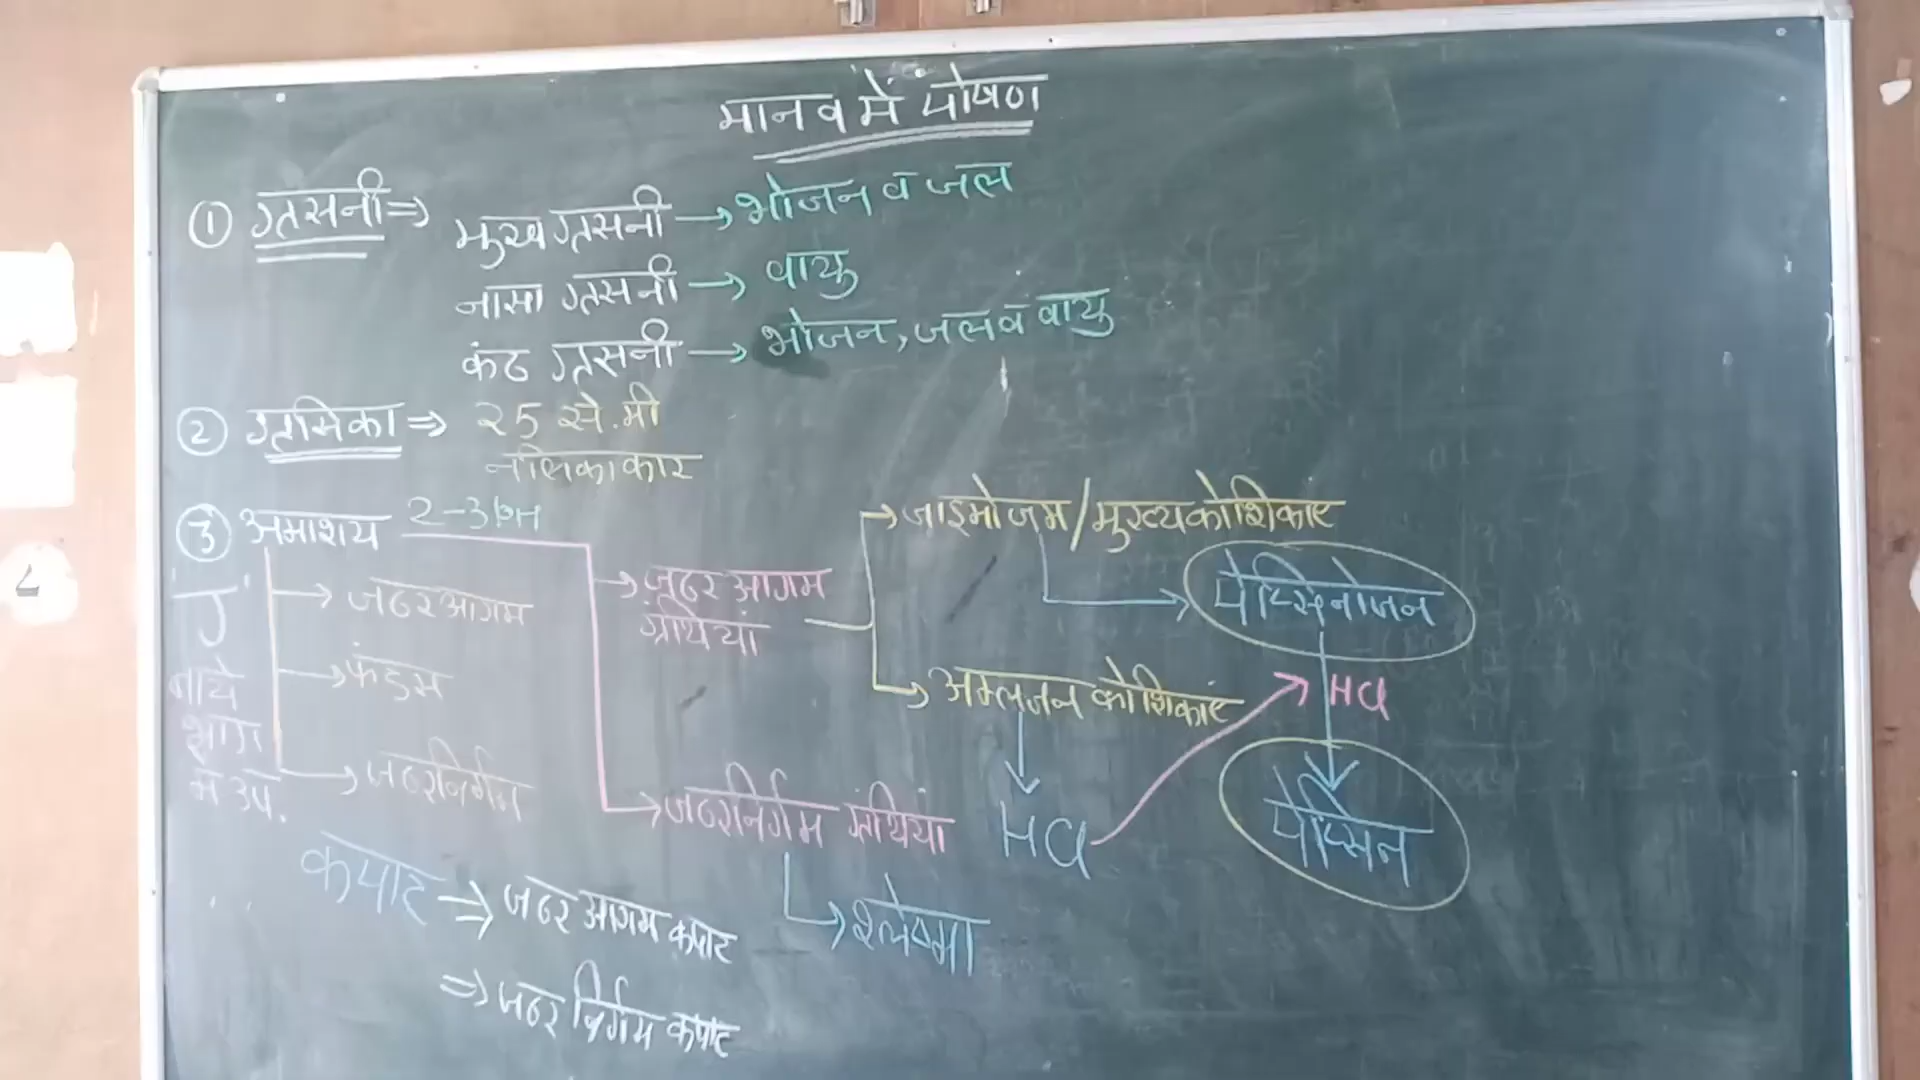 मानव में पोषण
① ग्रसनी ⇒ मुख ग्रसनी → भोजन व जल
नासा ग्रसनी → वायु
कंठ ग्रसनी → भोजन, जल व वायु
② ग्रसिका ⇒ 25 से.मी
नलिकाकार
③ अमाशय 2-3
'J'
बाये
भाग
में उप.
→ जठर आगम
→ फंडस
→ जठरनिर्गम
→ जठर आगम
ग्रंथियां
→ जाइमोजन/मुख्य कोशिकाएं
पेप्सिनोजन
→ अम्लजन कोशिकाएं
HCl
→ HCl
पेप्सिन
→ जठरनिर्गम ग्रंथियां
→ श्लेष्मा
कपाट ⇒ जठर आगम कपाट
⇒ जठर निर्गम कपाट